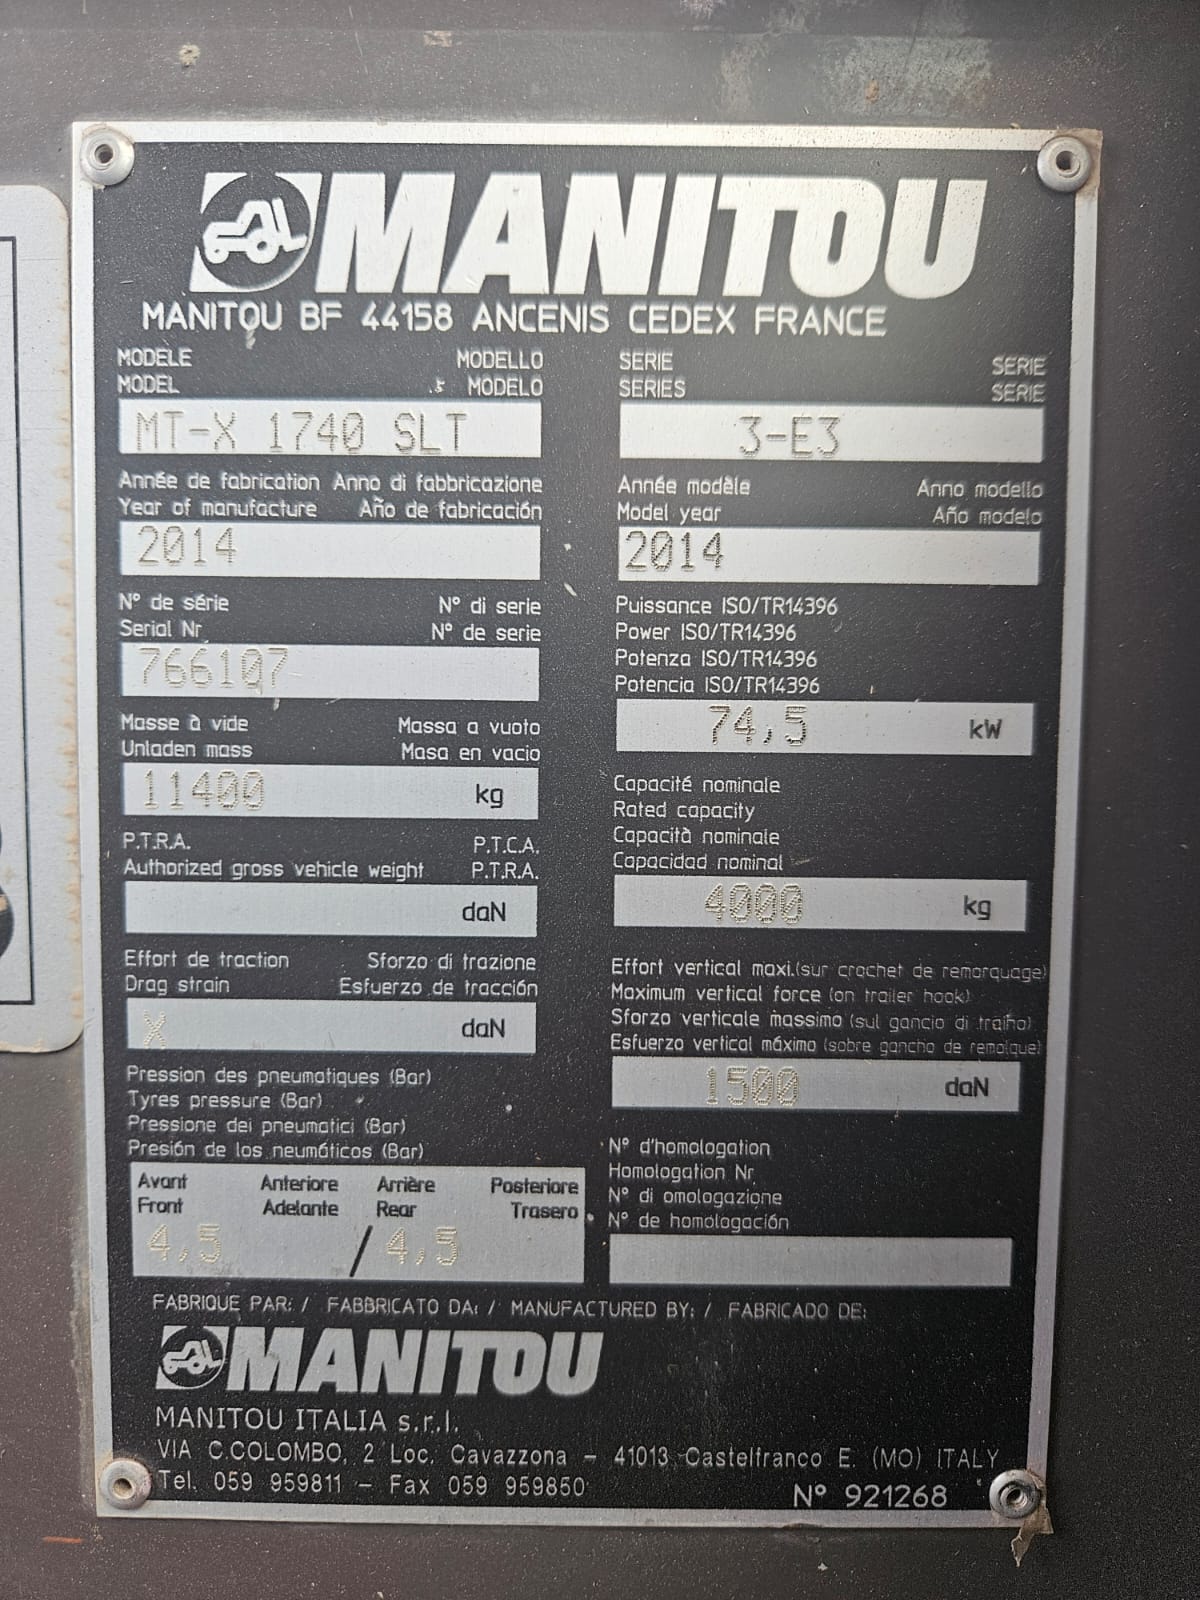 MANITOU
MANITOU BF 44158 ANCENIS CEDEX FRANCE
MODELE MODELLO
MODEL MODELO
MT-X 1740 SLT
SERIE SERIE
SERIES SERIE
3-E3
Année de fabrication Anno di fabbricazione
Year of manufacture Año de fabricación
2014
Année modèle Anno modello
Model year Año modelo
2014
N° de série N° di serie
Serial Nr N° de serie
766107
Puissance ISO/TR14396
Power ISO/TR14396
Potenza ISO/TR14396
Potencia ISO/TR14396
74,5 kW
Masse à vide Massa a vuoto
Unladen mass Masa en vacio
11400 kg
Capacité nominale
Rated capacity
Capacità nominale
Capacidad nominal
4000 kg
P.T.R.A. P.T.C.A.
Authorized gross vehicle weight P.T.R.A.
daN
Effort de traction Sforzo di trazione
Drag strain Esfuerzo de tracción
X daN
Effort vertical maxi.(sur crochet de remorquage)
Maximum vertical force (on trailer hook)
Sforzo verticale massimo (sul gancio di traino)
Esfuerzo vertical máximo (sobre gancho de remolque)
1500 daN
Pression des pneumatiques (Bar)
Tyres pressure (Bar)
Pressione dei pneumatici (Bar)
Presión de los neumáticos (Bar)
Avant Anteriore Arrière Posteriore
Front Adelante Rear Trasero
4,5 / 4,5
N° d'homologation
Homologation Nr
N° di omologazione
N° de homologación
FABRIQUE PAR: / FABBRICATO DA: / MANUFACTURED BY: / FABRICADO DE:
MANITOU
MANITOU ITALIA s.r.l.
VIA C.COLOMBO, 2 Loc. Cavazzona - 41013 Castelfranco E. (MO) ITALY
Tel. 059 959811 - Fax 059 959850
N° 921268